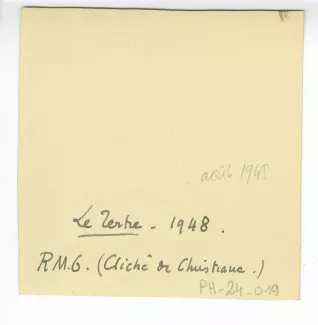 août 1948
Le Tertre - 1948.
R.M.G. (Cliché de Christiane.)
PH-24-019